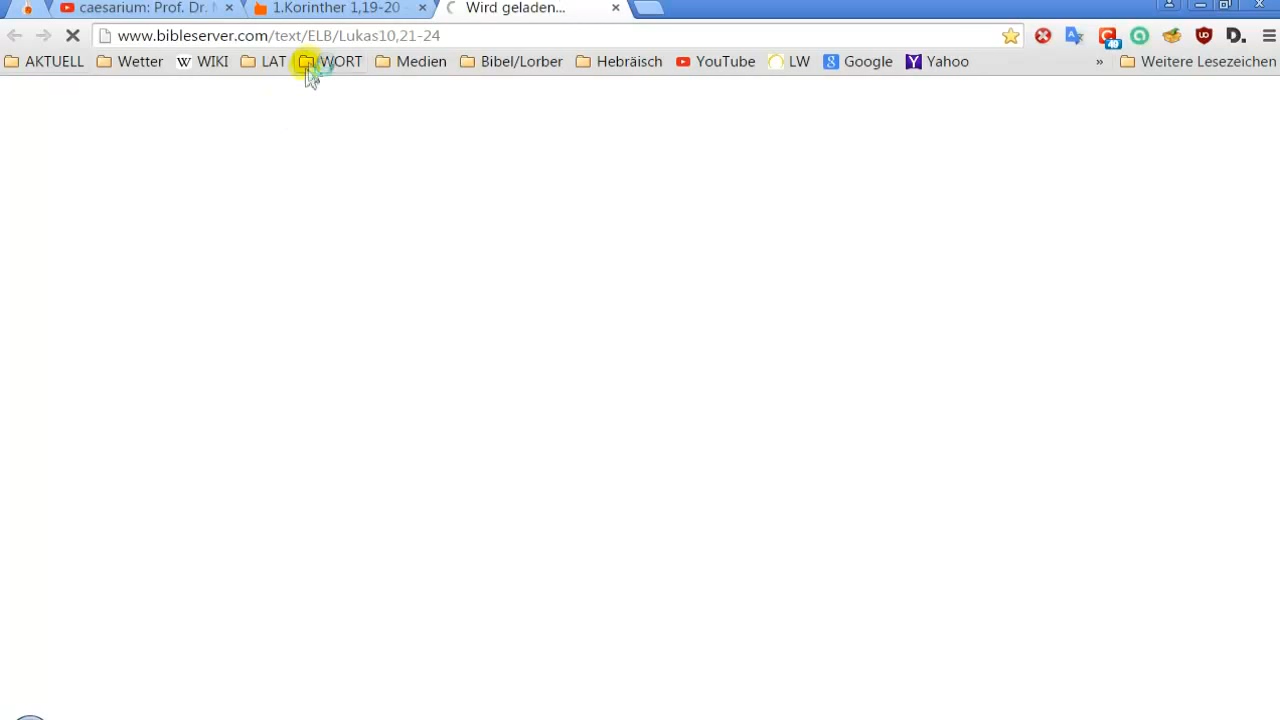 caesarium: Prof. Dr. 1.Korinther 1,19-20 Wird geladen...
www.bibleserver.com/text/ELB/Lukas10,21-24
AKTUELL Wetter W WIKI LAT WORT Medien Bibel/Lorber Hebräisch YouTube LW 8 Google Y Yahoo » Weitere Lesezeichen